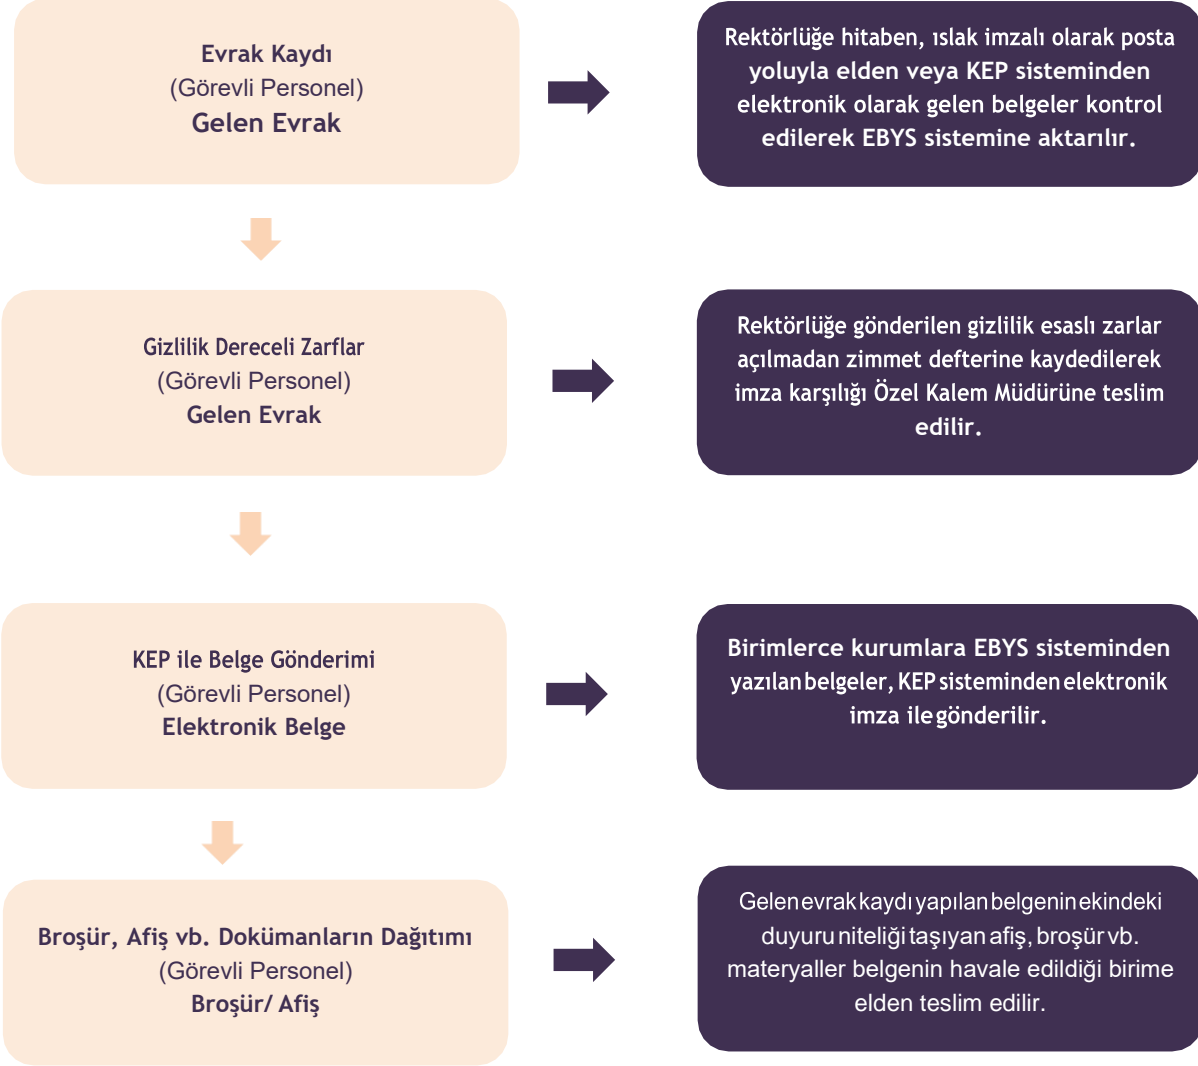 Evrak Kaydı
(Görevli Personel)
Gelen Evrak
Rektörlüğe hitaben, ıslak imzalı olarak posta
yoluyla elden veya KEP sisteminden
elektronik olarak gelen belgeler kontrol
edilerek EBYS sistemine aktarılır.
Gizlilik Dereceli Zarflar
(Görevli Personel)
Gelen Evrak
Rektörlüğe gönderilen gizlilik esaslı zarlar
açılmadan zimmet defterine kaydedilerek
imza karşılığı Özel Kalem Müdürüne teslim
edilir.
KEP ile Belge Gönderimi
(Görevli Personel)
Elektronik Belge
Birimlerce kurumlara EBYS sisteminden
yazılan belgeler, KEP sisteminden elektronik
imza ile gönderilir.
Broşür, Afiş vb. Dokümanların Dağıtımı
(Görevli Personel)
Broşür/ Afiş
Gelen evrak kaydı yapılan belgenin ekindeki
duyuru niteliği taşıyan afiş, broşür vb.
materyaller belgenin havale edildiği birime
elden teslim edilir.